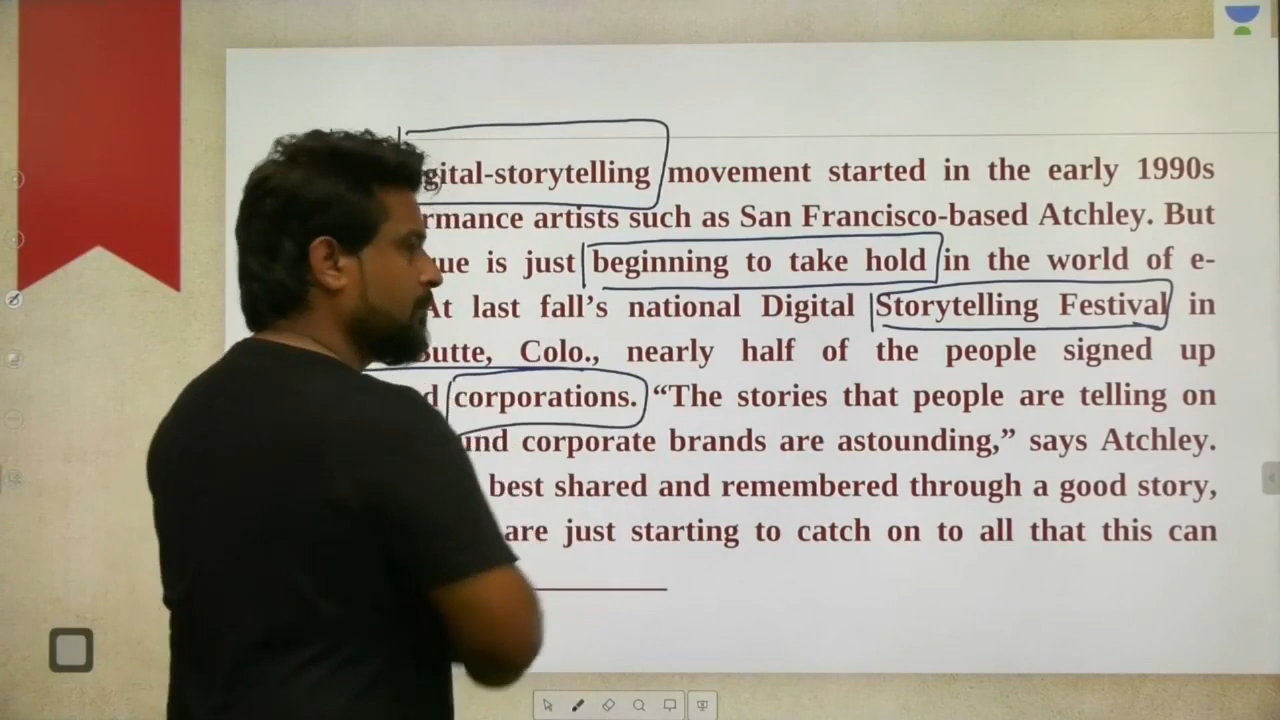 gital-storytelling movement started in the early 1990s
rmance artists such as San Francisco-based Atchley. But
ue is just beginning to take hold in the world of e-
At last fall's national Digital Storytelling Festival in
Butte, Colo., nearly half of the people signed up
d corporations. “The stories that people are telling on
und corporate brands are astounding,” says Atchley.
best shared and remembered through a good story,
are just starting to catch on to all that this can